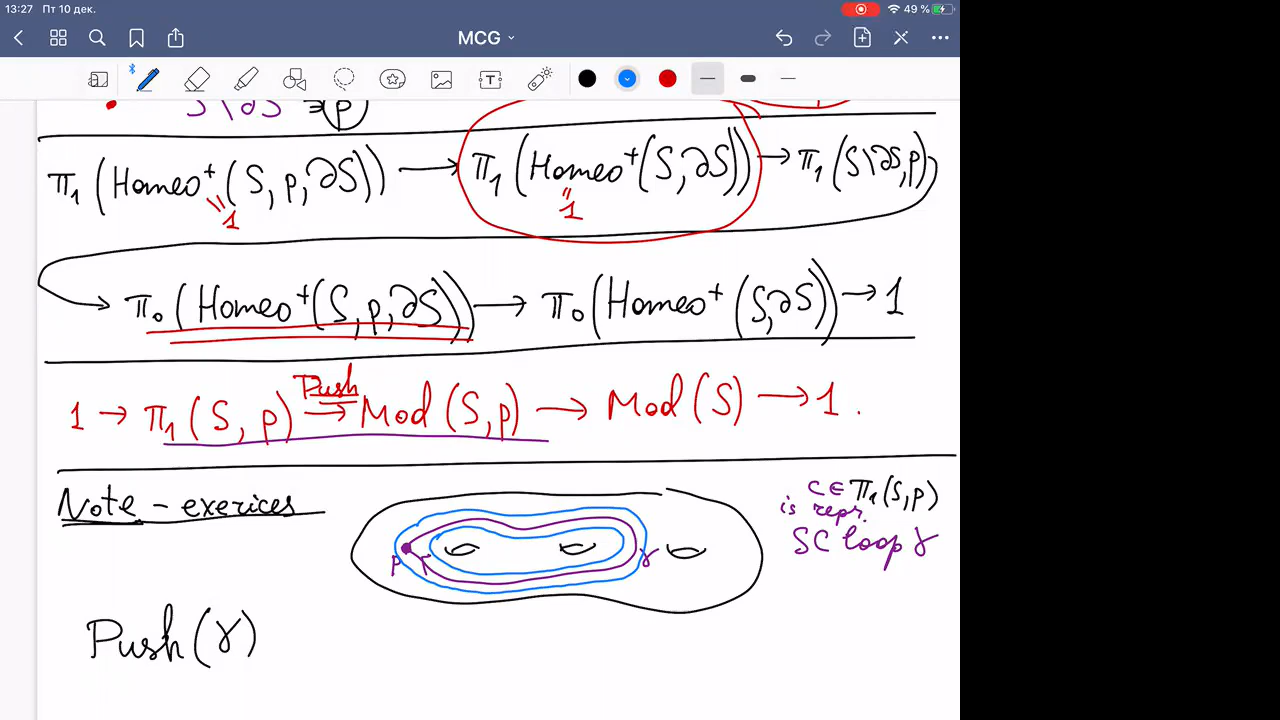 13:27 Пт 10 дек. 49 %
MCG
S \ ∂S ∋ p
π₁(Homeo⁺(S, p, ∂S)) → π₁(Homeo⁺(S, ∂S)) → π₁(S\∂S, p)
1 1
→ π₀(Homeo⁺(S, p, ∂S)) → π₀(Homeo⁺(S, ∂S)) → 1
Push
1 → π₁(S, p) → Mod(S, p) → Mod(S) → 1.
Note - exerices
C ∈ π₁(S, p)
is repr.
SC loop γ
p γ
Push(γ)